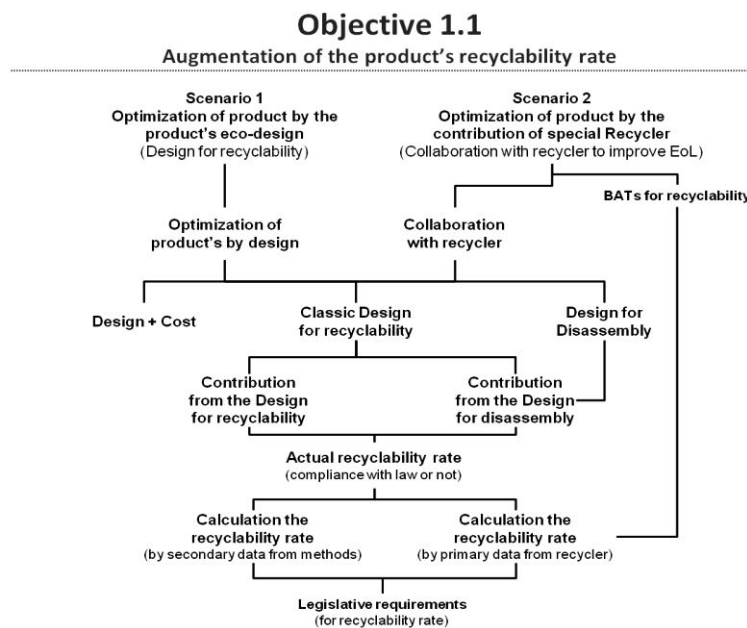 Objective 1.1
Augmentation of the product's recyclability rate
Scenario 1
Optimization of product by the
product's eco-design
(Design for recyclability)
Scenario 2
Optimization of product by the
contribution of special Recycler
(Collaboration with recycler to improve EoL)
BATs for recyclability
Optimization of
product's by design
Collaboration
with recycler
Design + Cost
Classic Design
for recyclability
Design for
Disassembly
Contribution
from the Design
for recyclability
Contribution
from the Design
for disassembly
Actual recyclability rate
(compliance with law or not)
Calculation the
recyclability rate
(by secondary data from methods)
Calculation the
recyclability rate
(by primary data from recycler)
Legislative requirements
(for recyclability rate)